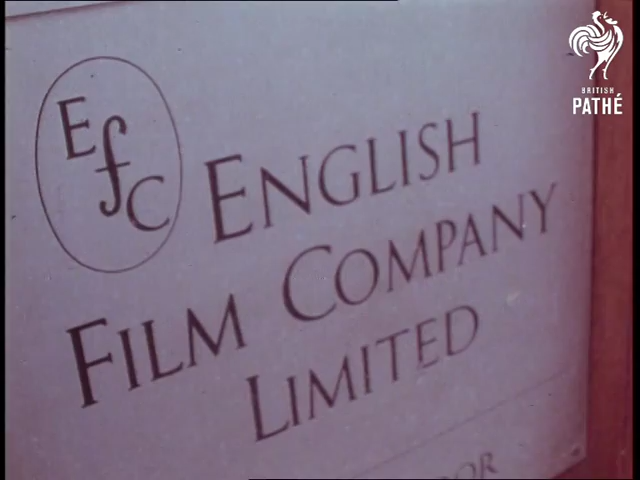 EfC
ENGLISH
FILM COMPANY
LIMITED
BRITISH
PATHÉ